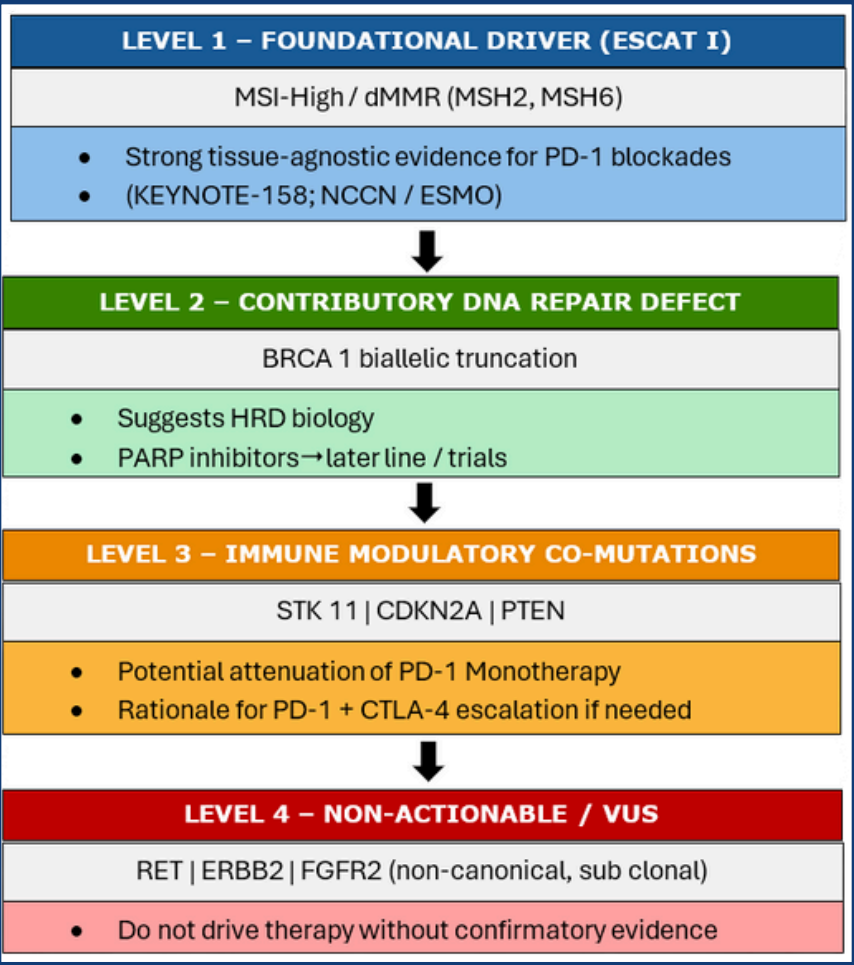 LEVEL 1 – FOUNDATIONAL DRIVER (ESCAT I)
MSI-High / dMMR (MSH2, MSH6)
• Strong tissue-agnostic evidence for PD-1 blockades
• (KEYNOTE-158; NCCN / ESMO)
LEVEL 2 – CONTRIBUTORY DNA REPAIR DEFECT
BRCA 1 biallelic truncation
• Suggests HRD biology
• PARP inhibitors→later line / trials
LEVEL 3 – IMMUNE MODULATORY CO-MUTATIONS
STK 11 | CDKN2A | PTEN
• Potential attenuation of PD-1 Monotherapy
• Rationale for PD-1 + CTLA-4 escalation if needed
LEVEL 4 – NON-ACTIONABLE / VUS
RET | ERBB2 | FGFR2 (non-canonical, sub clonal)
• Do not drive therapy without confirmatory evidence